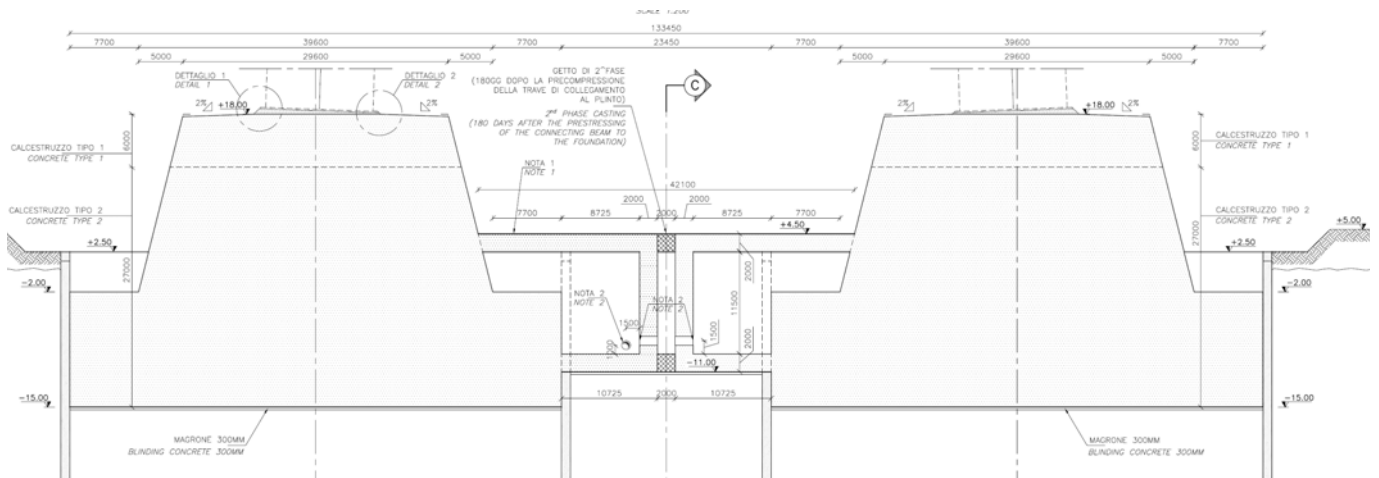 SCALE 1:200
133450
7700
39600
7700
23450
7700
39600
7700
5000
29600
5000
5000
29600
5000
DETTAGLIO 1
DETAIL 1
DETTAGLIO 2
DETAIL 2
GETTO DI 2^FASE
(180GG DOPO LA PRECOMPRESSIONE
DELLA TRAVE DI COLLEGAMENTO
AL PLINTO)
2nd PHASE CASTING
(180 DAYS AFTER THE PRESTRESSING
OF THE CONNECTING BEAM TO
THE FOUNDATION)
C
2%
+18.00
2%
2%
+18.00
2%
6000
6000
CALCESTRUZZO TIPO 1
CONCRETE TYPE 1
CALCESTRUZZO TIPO 1
CONCRETE TYPE 1
NOTA 1
NOTE 1
42100
2000
2000
7700
8725
2000
8725
7700
CALCESTRUZZO TIPO 2
CONCRETE TYPE 2
CALCESTRUZZO TIPO 2
CONCRETE TYPE 2
+4.50
+5.00
+2.50
+2.50
27000
27000
2000
-2.00
-2.00
NOTA 2
NOTE 2
NOTA 2
NOTE 2
11500
1500
1500
2000
-11.00
-15.00
10725
2000
10725
-15.00
MAGRONE 300MM
BLINDING CONCRETE 300MM
MAGRONE 300MM
BLINDING CONCRETE 300MM